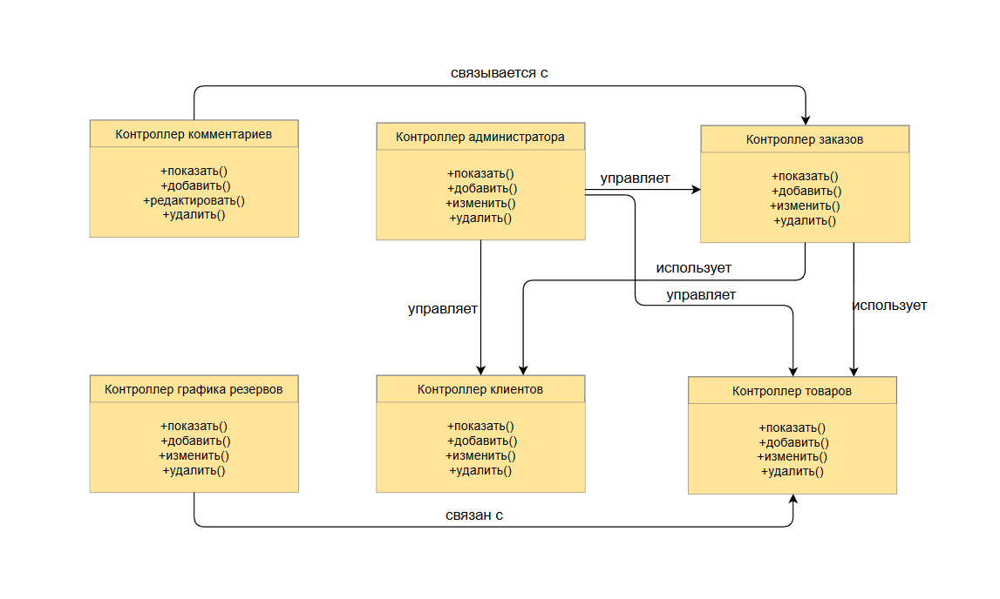 связывается с
Контроллер комментариев
+показать()
+добавить()
+редактировать()
+удалить()
Контроллер администратора
+показать()
+добавить()
+изменить()
+удалить()
управляет
Контроллер заказов
+показать()
+добавить()
+изменить()
+удалить()
использует
управляет
управляет
использует
Контроллер графика резервов
+показать()
+добавить()
+изменить()
+удалить()
Контроллер клиентов
+показать()
+добавить()
+изменить()
+удалить()
Контроллер товаров
+показать()
+добавить()
+изменить()
+удалить()
связан с